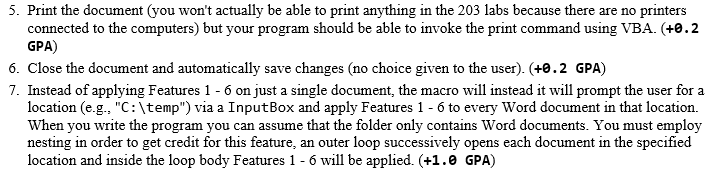 5. Print the document (you won't actually be able to print anything in the 203 labs because there are no printers
connected to the computers) but your program should be able to invoke the print command using VBA. (+0.2
GPA)
6. Close the document and automatically save changes (no choice given to the user). (+0.2 GPA)
7. Instead of applying Features 1 - 6 on just a single document, the macro will instead it will prompt the user for a
location (e.g., "C:\temp") via a InputBox and apply Features 1 - 6 to every Word document in that location.
When you write the program you can assume that the folder only contains Word documents. You must employ
nesting in order to get credit for this feature, an outer loop successively opens each document in the specified
location and inside the loop body Features 1 - 6 will be applied. (+1.0 GPA)